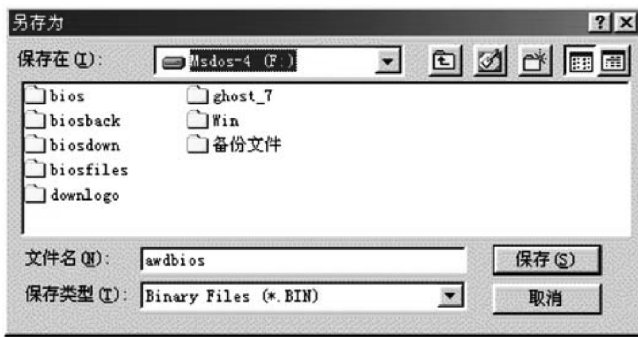 另存为
保存在(I):
Msdos-4 (F:)
bios
biosback
biosdown
biosfiles
downlogo
ghost_7
Win
备份文件
文件名(N):
awdbios
保存(S)
保存类型(T):
Binary Files (*.BIN)
取消